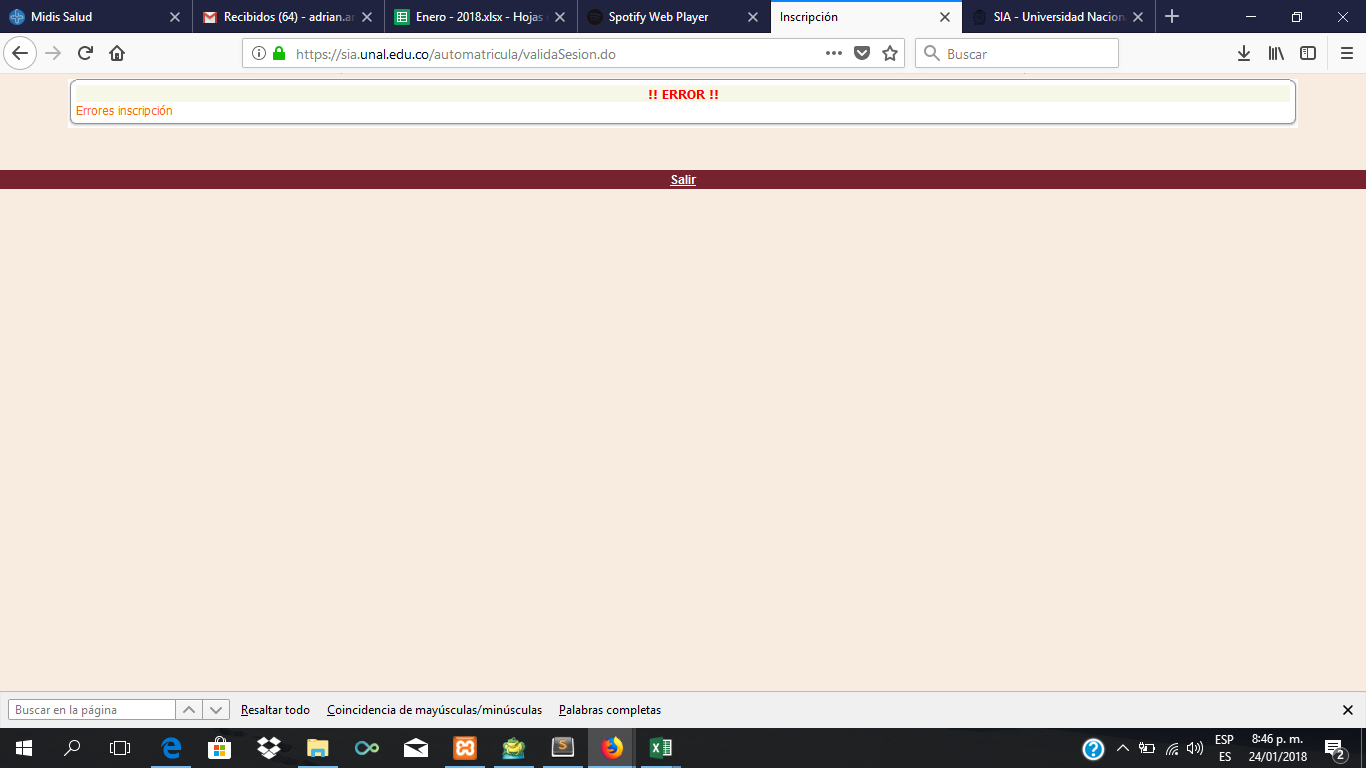 Midis Salud
Recibidos (64) - adrian.ar
Enero - 2018.xlsx - Hojas
Spotify Web Player
Inscripción
SIA - Universidad Nacion
https://sia.unal.edu.co/automatricula/validaSesion.do
Buscar
!! ERROR !!
Errores inscripción
Salir
Buscar en la página
Resaltar todo
Coincidencia de mayúsculas/minúsculas
Palabras completas
ESP
ES
8:46 p. m.
24/01/2018
2